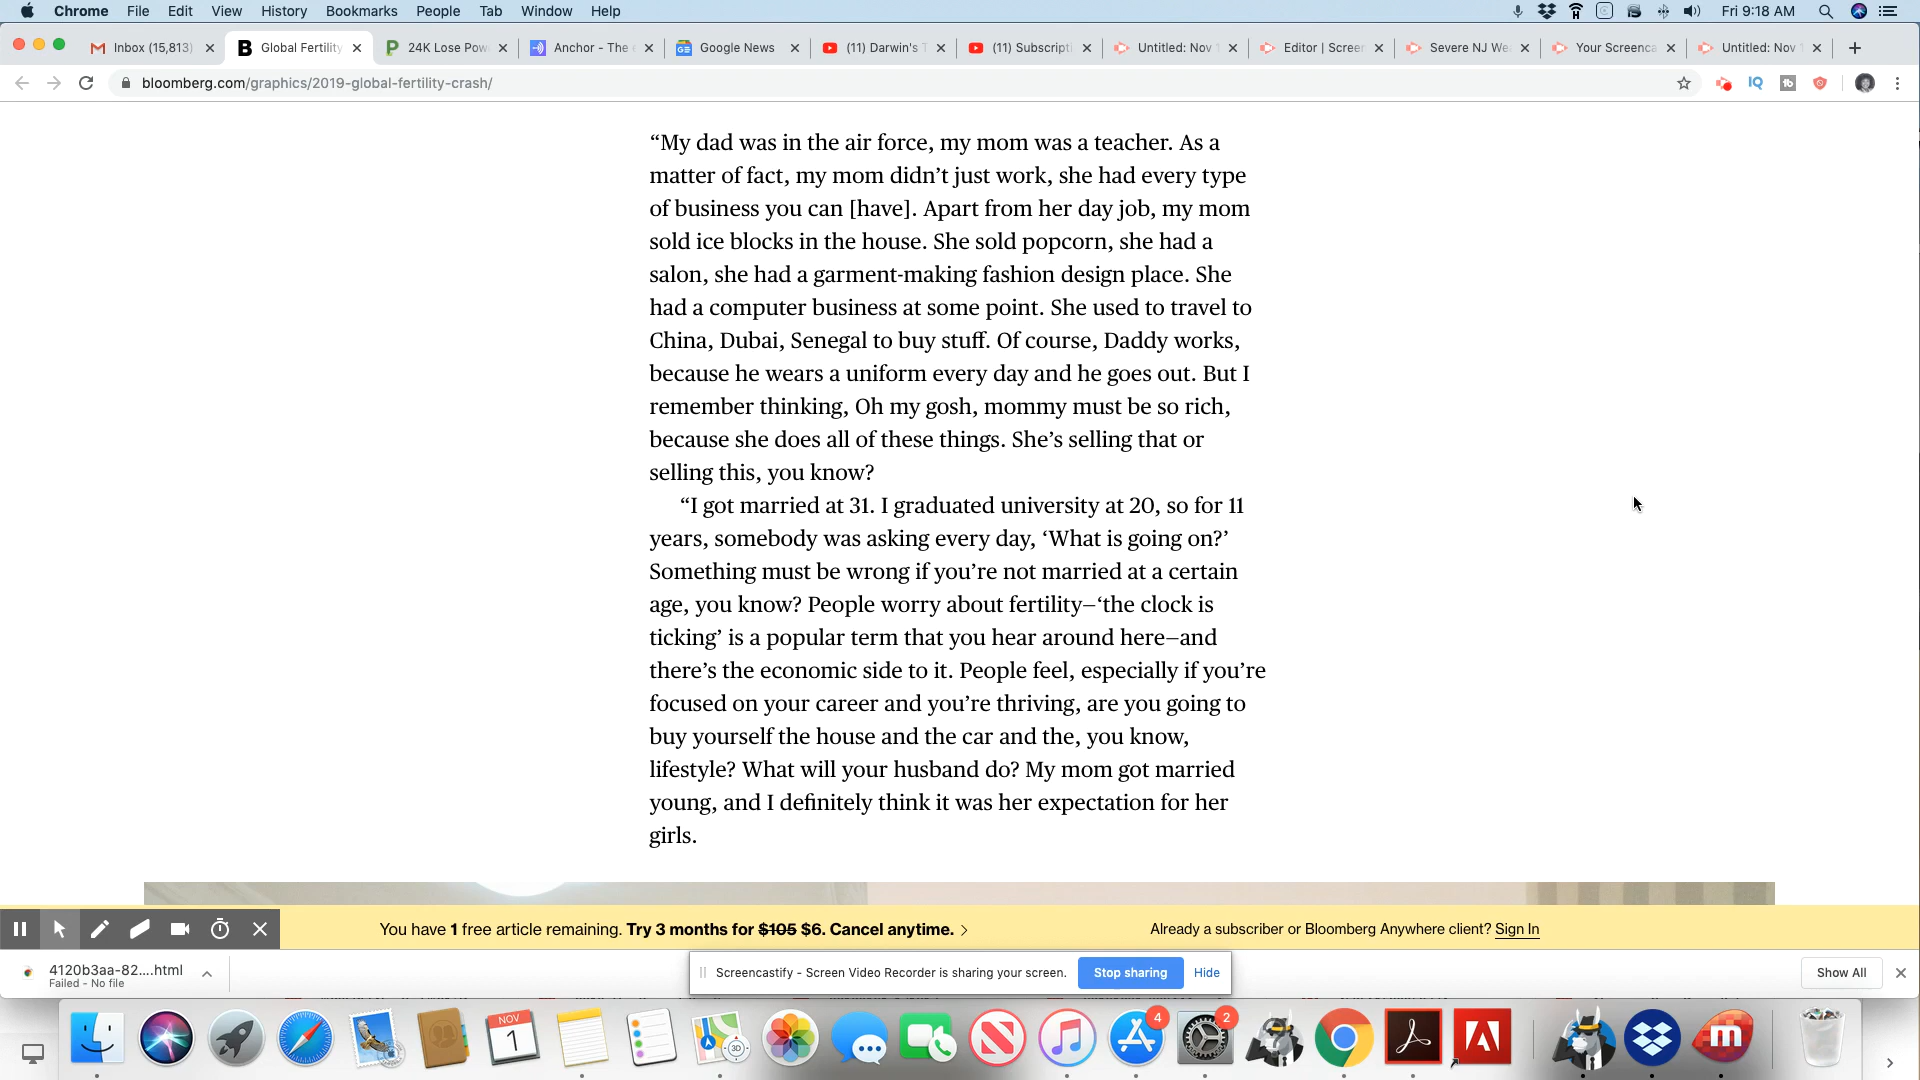 Chrome File Edit View History Bookmarks People Tab Window Help Fri 9:18 AM
Inbox (15,813) Global Fertility 24K Lose Pow Anchor - The Google News (11) Darwin's T (11) Subscripti Untitled: Nov 1 Editor | Screen Severe NJ We Your Screenca Untitled: Nov 1
bloomberg.com/graphics/2019-global-fertility-crash/ IQ tb
“My dad was in the air force, my mom was a teacher. As a
matter of fact, my mom didn’t just work, she had every type
of business you can [have]. Apart from her day job, my mom
sold ice blocks in the house. She sold popcorn, she had a
salon, she had a garment-making fashion design place. She
had a computer business at some point. She used to travel to
China, Dubai, Senegal to buy stuff. Of course, Daddy works,
because he wears a uniform every day and he goes out. But I
remember thinking, Oh my gosh, mommy must be so rich,
because she does all of these things. She’s selling that or
selling this, you know?
“I got married at 31. I graduated university at 20, so for 11
years, somebody was asking every day, ‘What is going on?’
Something must be wrong if you’re not married at a certain
age, you know? People worry about fertility—‘the clock is
ticking’ is a popular term that you hear around here—and
there’s the economic side to it. People feel, especially if you’re
focused on your career and you’re thriving, are you going to
buy yourself the house and the car and the, you know,
lifestyle? What will your husband do? My mom got married
young, and I definitely think it was her expectation for her
girls.
You have 1 free article remaining. Try 3 months for $105 $6. Cancel anytime. > Already a subscriber or Bloomberg Anywhere client? Sign In
4120b3aa-82....html
Failed - No file
Screencastify - Screen Video Recorder is sharing your screen. Stop sharing Hide
Show All
NOV
1
3D
4
2